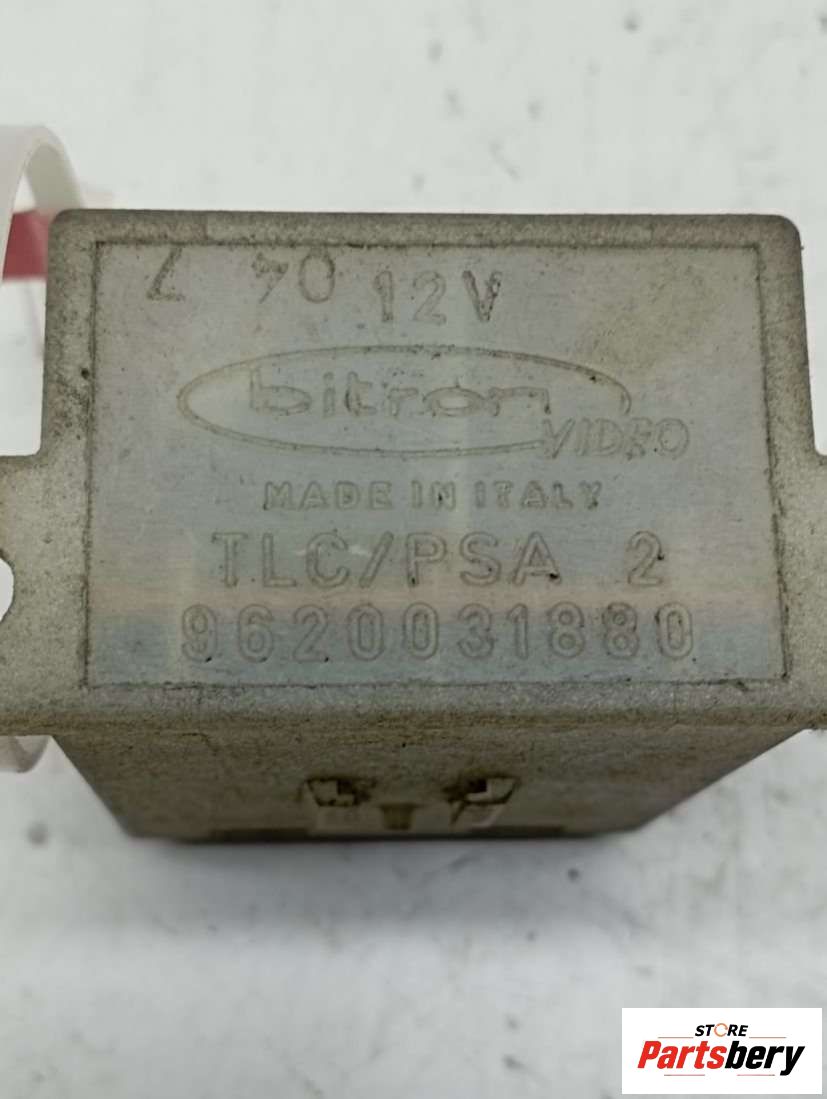 04 7 12V
bitron
VIDEO
MADE IN ITALY
TLC/PSA 2
9620031880
STORE
Partsbery